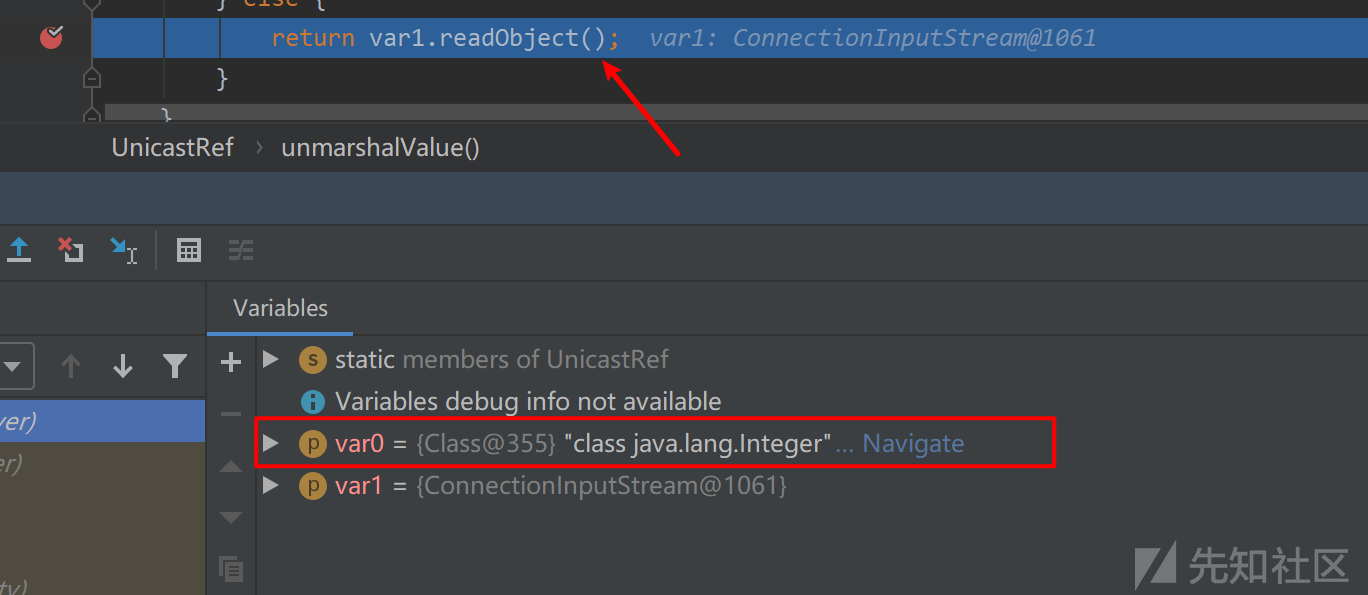 } else {
return var1.readObject(); var1: ConnectionInputStream@1061
}
}
UnicastRef › unmarshalValue()
Variables
static members of UnicastRef
Variables debug info not available
var0 = {Class@355} "class java.lang.Integer"... Navigate
var1 = {ConnectionInputStream@1061}
ver)
er)
ty)
先知社区